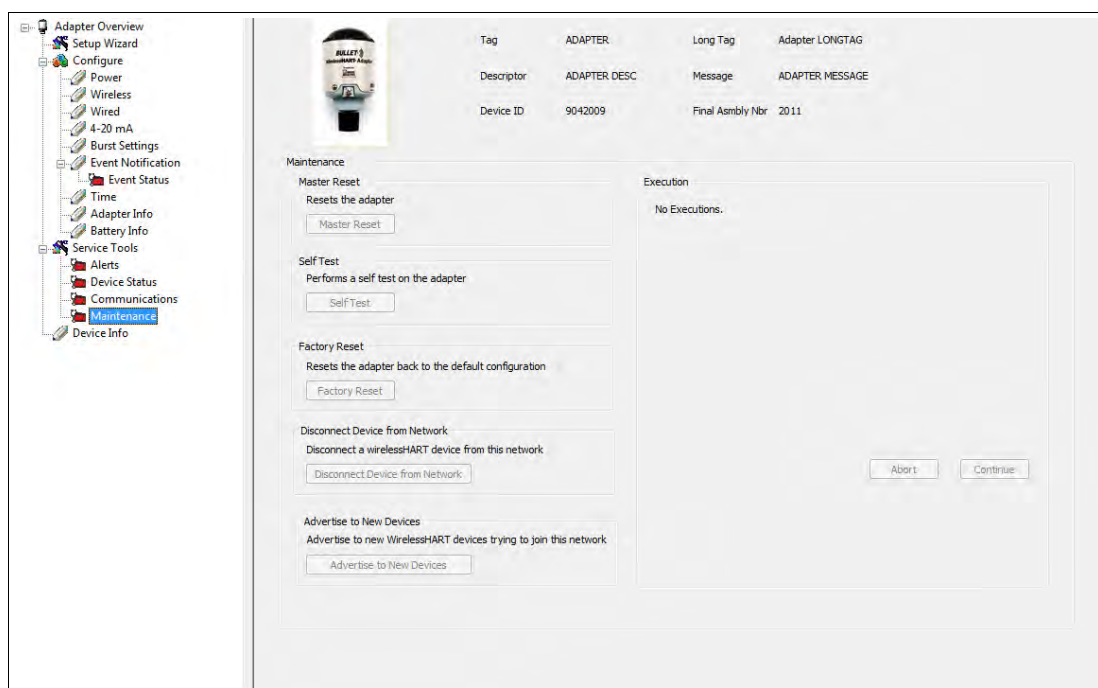 Adapter Overview
Setup Wizard
Configure
Power
Wireless
Wired
4-20 mA
Burst Settings
Event Notification
Event Status
Time
Adapter Info
Battery Info
Service Tools
Alerts
Device Status
Communications
Maintenance
Device Info
BULLET
WirelessHART Adapter
Tag ADAPTER Long Tag Adapter LONGTAG
Descriptor ADAPTER DESC Message ADAPTER MESSAGE
Device ID 9042009 Final Asmbly Nbr 2011
Maintenance
Master Reset
Resets the adapter
Master Reset
Self Test
Performs a self test on the adapter
Self Test
Factory Reset
Resets the adapter back to the default configuration
Factory Reset
Disconnect Device from Network
Disconnect a wirelessHART device from this network
Disconnect Device from Network
Advertise to New Devices
Advertise to new WirelessHART devices trying to join this network
Advertise to New Devices
Execution
No Executions.
Abort Continue